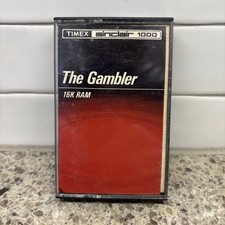 TIMEX sinclair 1000
The Gambler
16K RAM